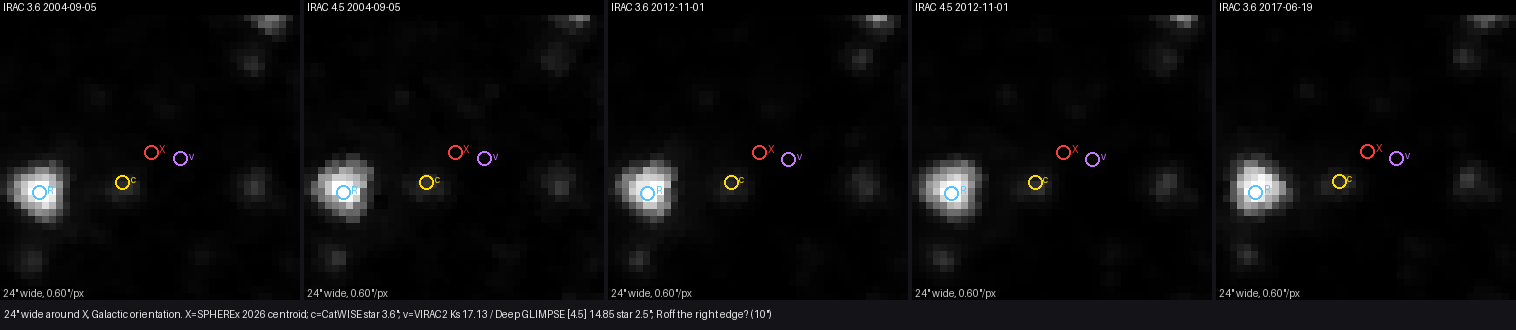 IRAC 3.6 2004-09-05
IRAC 4.5 2004-09-05
IRAC 3.6 2012-11-01
IRAC 4.5 2012-11-01
IRAC 3.6 2017-06-19
X
v
c
R
X
v
c
R
X
v
c
R
X
v
c
R
X
v
c
R
24" wide, 0.60"/px
24" wide, 0.60"/px
24" wide, 0.60"/px
24" wide, 0.60"/px
24" wide, 0.60"/px
24" wide around X, Galactic orientation. X=SPHEREx 2026 centroid; c=CatWISE star 3.6"; v=VIRAC2 Ks 17.13 / Deep GLIMPSE [4.5] 14.85 star 2.5"; R off the right edge? (10")